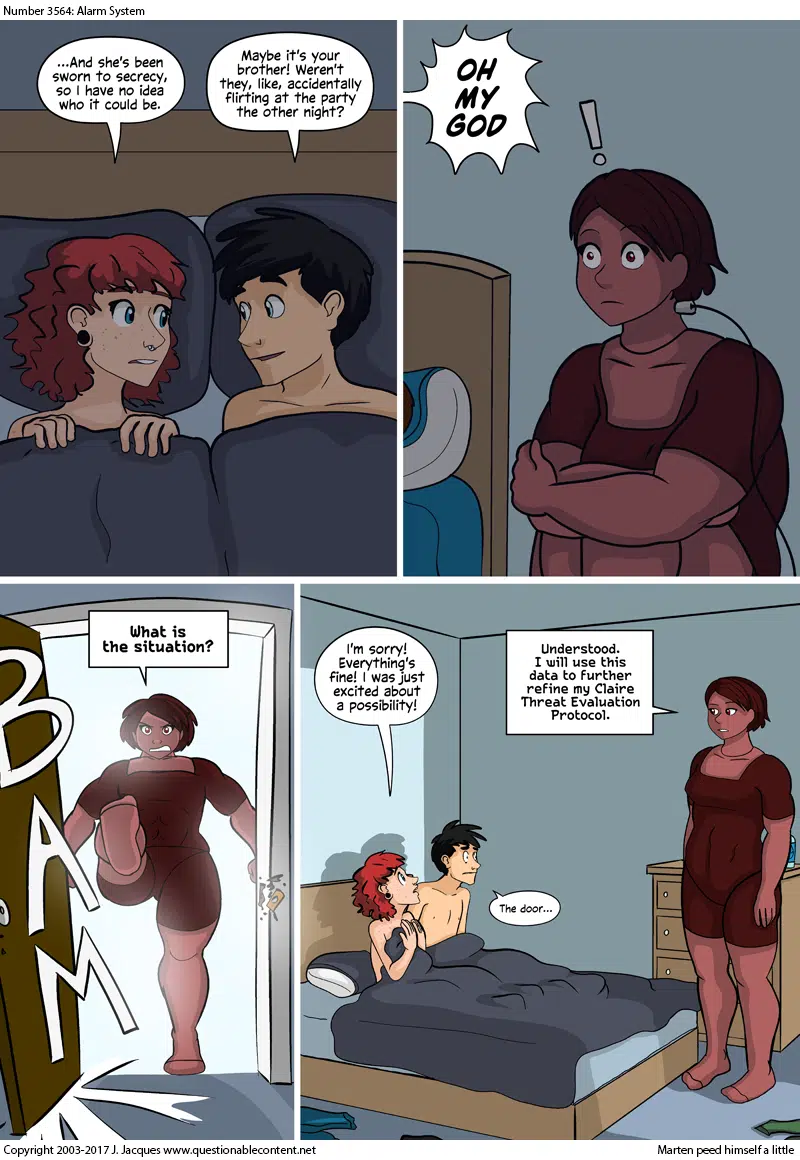 Number 3564: Alarm System
...And she's been
sworn to secrecy,
so I have no idea
who it could be.
Maybe it's your
brother! Weren't
they, like, accidentally
flirting at the party
the other night?
OH
MY
GOD
!
What is
the situation?
BAM
I'm sorry!
Everything's
fine! I was just
excited about
a possibility!
Understood.
I will use this
data to further
refine my Claire
Threat Evaluation
Protocol.
The door...
Copyright 2003-2017 J. Jacques www.questionablecontent.net
Marten peed himself a little